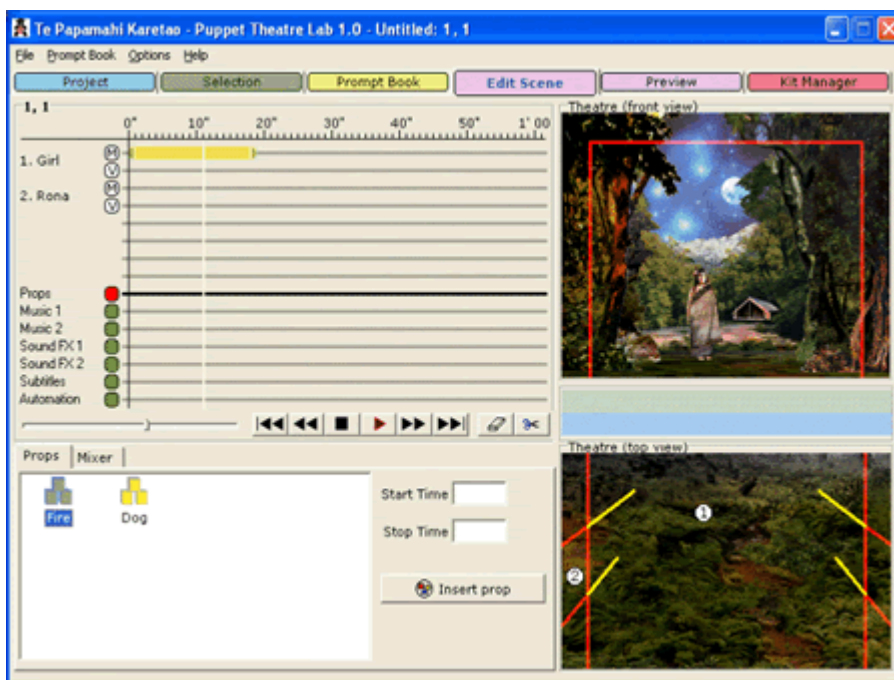 Te Papamahi Karetao - Puppet Theatre Lab 1.0 - Untitled: 1, 1
File Prompt Book Options Help
Project Selection Prompt Book Edit Scene Preview Kit Manager
1, 1
Theatre (front view)
0" 10" 20" 30" 40" 50" 1' 00
1. Girl
M
V
2. Rona
M
V
Props
Music 1
Music 2
Sound FX 1
Sound FX 2
Subtitles
Automation
Props Mixer
Fire
Dog
Start Time
Stop Time
Insert prop
Theatre (top view)
1
2